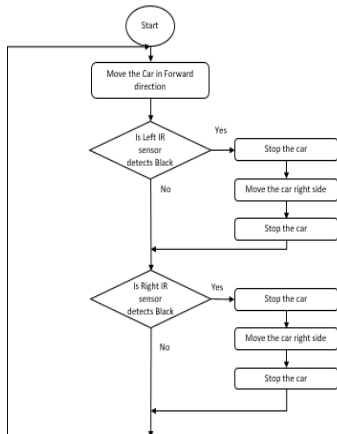 Start
Move the Car in Forward
direction
Is Left IR
sensor
detects Black
Yes
No
Stop the car
Move the car right side
Stop the car
Is Right IR
sensor
detects Black
Yes
No
Stop the car
Move the car right side
Stop the car